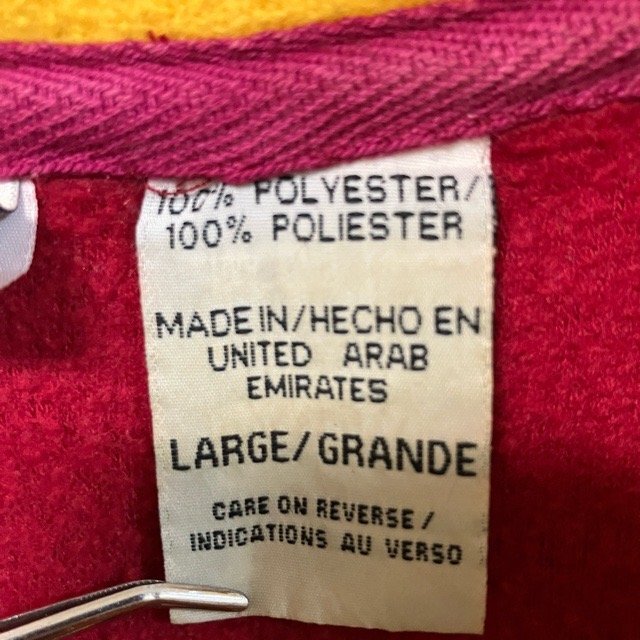 100% POLYESTER/
100% POLIESTER
MADE IN/HECHO EN
UNITED ARAB
EMIRATES
LARGE/GRANDE
CARE ON REVERSE/
INDICATIONS AU VERSO